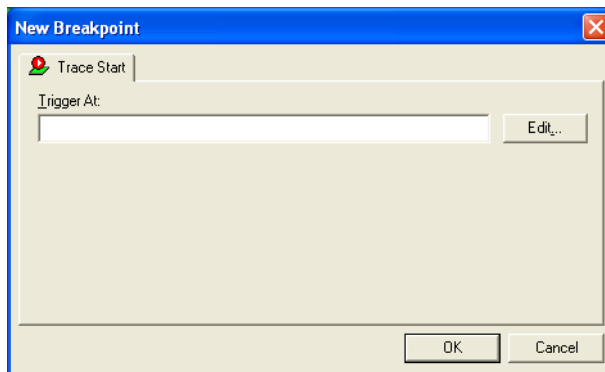 New Breakpoint
Trace Start
Trigger At:
Edit...
OK
Cancel